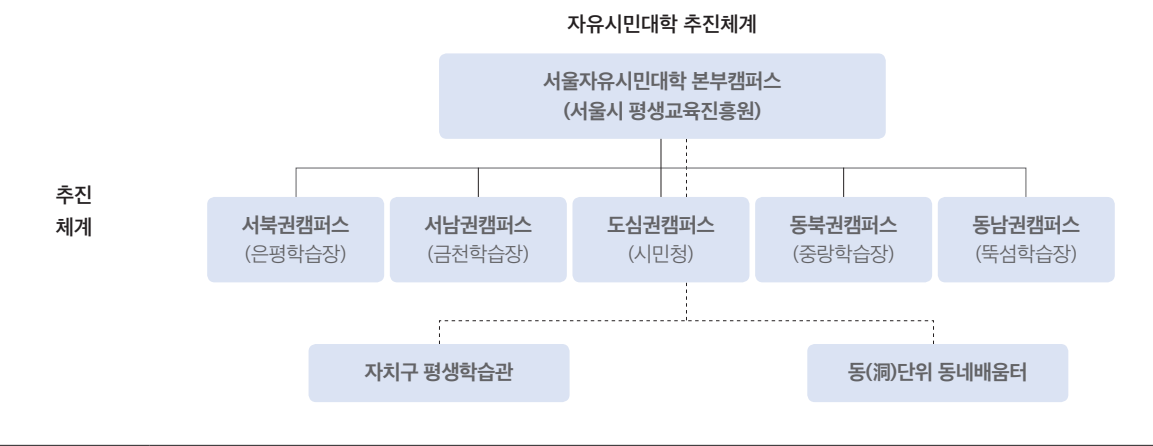 자유시민대학 추진체계
서울자유시민대학 본부캠퍼스
(서울시 평생교육진흥원)
추진
체계
서북권캠퍼스
(은평학습장)
서남권캠퍼스
(금천학습장)
도심권캠퍼스
(시민청)
동북권캠퍼스
(중랑학습장)
동남권캠퍼스
(뚝섬학습장)
자치구 평생학습관
동(洞)단위 동네배움터